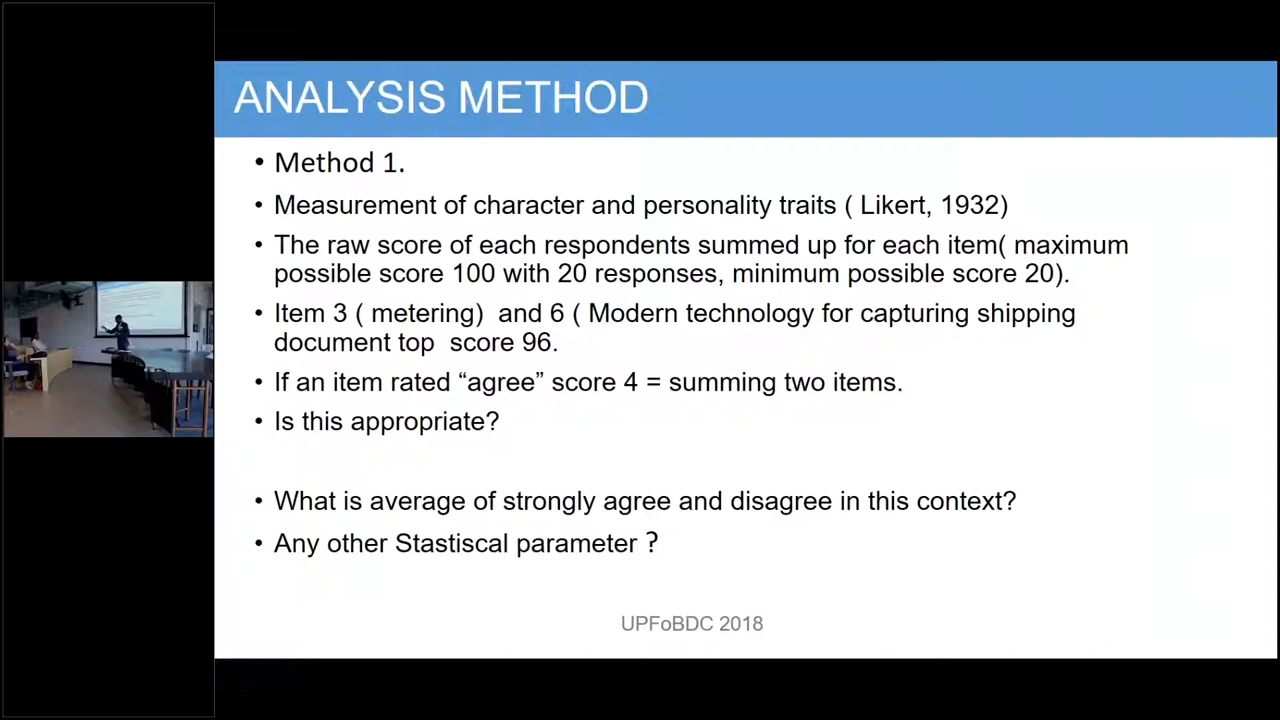 ANALYSIS METHOD
• Method 1.
• Measurement of character and personality traits ( Likert, 1932)
• The raw score of each respondents summed up for each item( maximum
possible score 100 with 20 responses, minimum possible score 20).
• Item 3 ( metering)  and 6 ( Modern technology for capturing shipping
document top  score 96.
• If an item rated “agree” score 4 = summing two items.
• Is this appropriate?
• What is average of strongly agree and disagree in this context?
• Any other Stastiscal parameter ?
UPFoBDC 2018